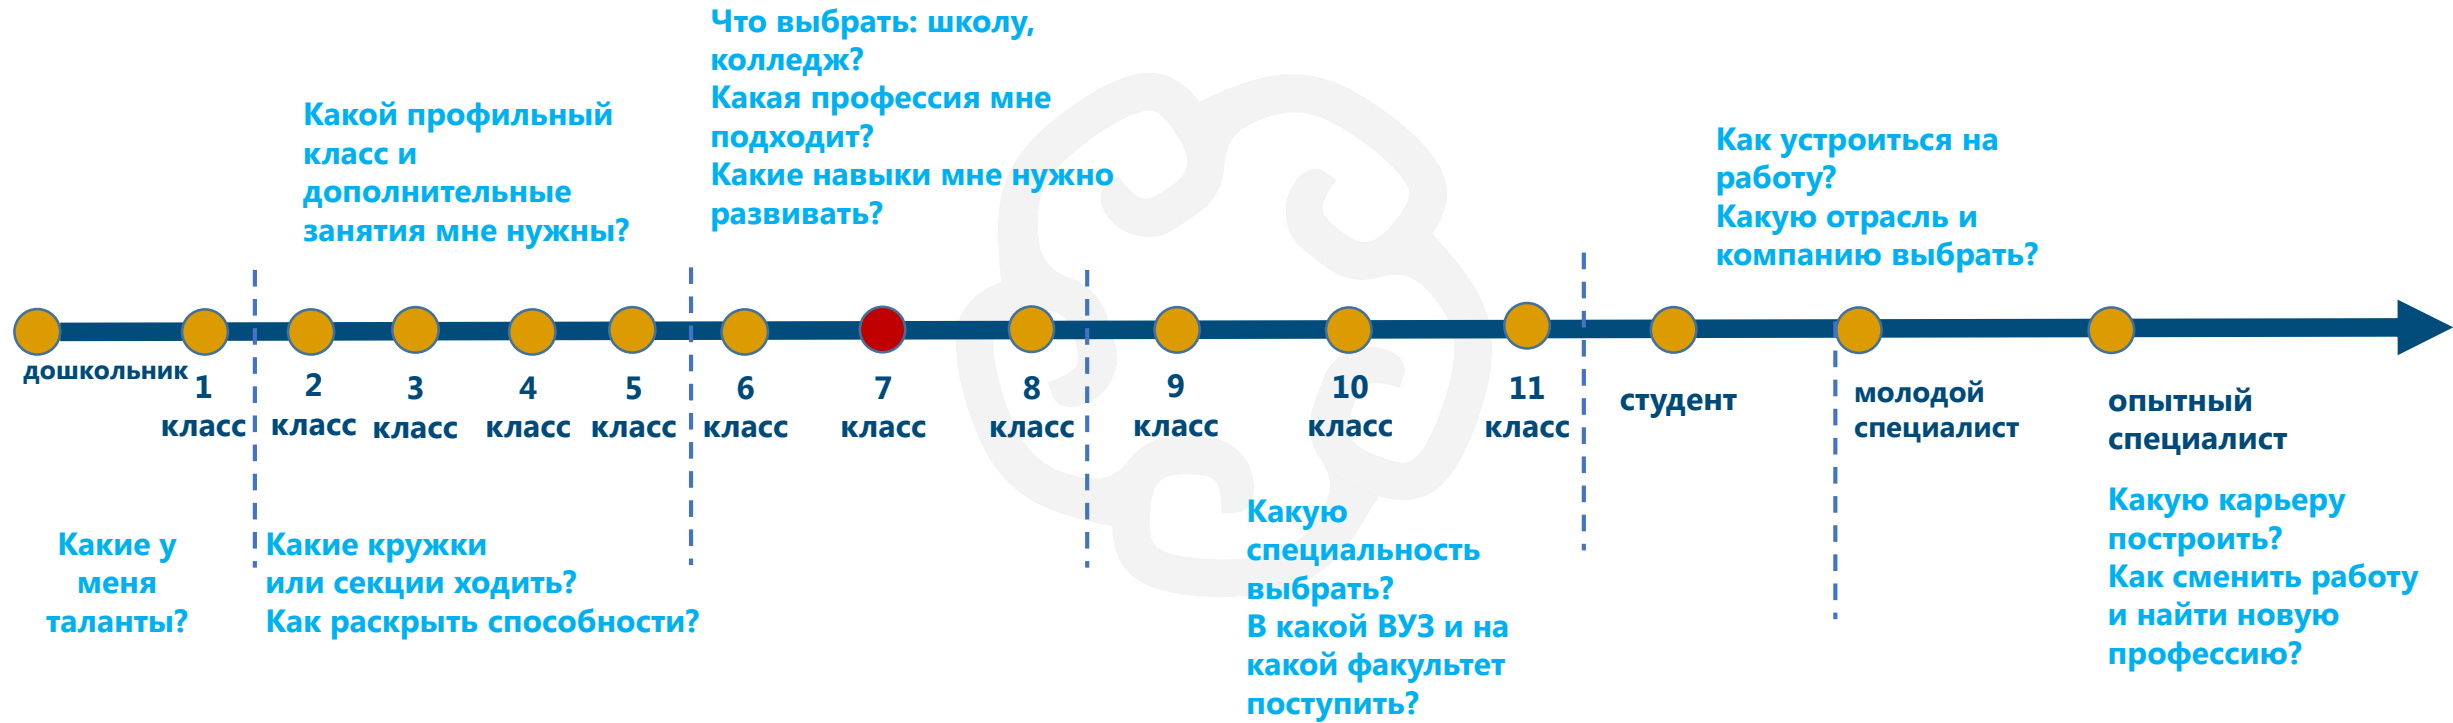 Что выбрать: школу,
колледж?
Какая профессия мне
подходит?
Какие навыки мне нужно
развивать?
Какой профильный
класс и
дополнительные
занятия мне нужны?
Как устроиться на
работу?
Какую отрасль и
компанию выбрать?
дошкольник
1
класс
2
класс
3
класс
4
класс
5
класс
6
класс
7
класс
8
класс
9
класс
10
класс
11
класс
студент
молодой
специалист
опытный
специалист
Какие у
меня
таланты?
Какие кружки
или секции ходить?
Как раскрыть способности?
Какую
специальность
выбрать?
В какой ВУЗ и на
какой факультет
поступить?
Какую карьеру
построить?
Как сменить работу
и найти новую
профессию?